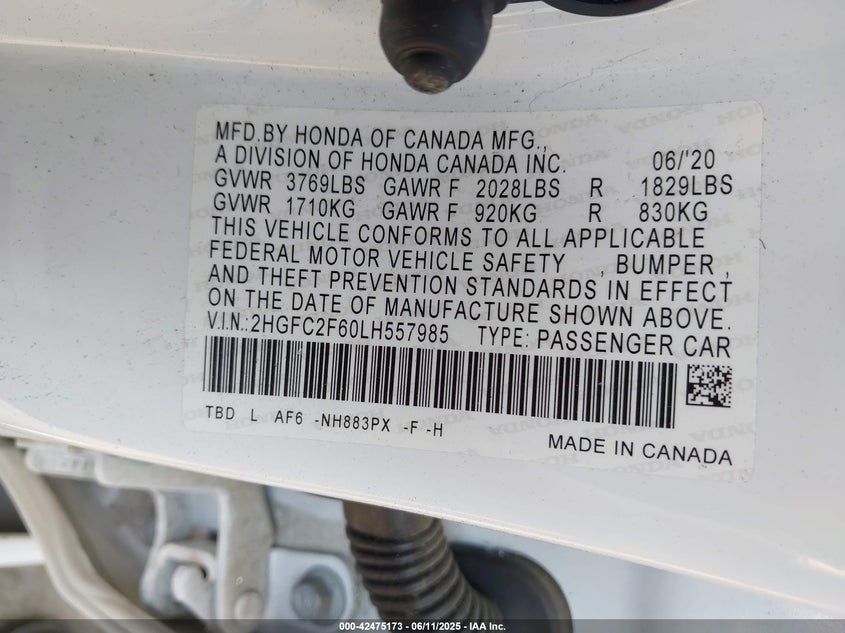 MFD.BY HONDA OF CANADA MFG.,
A DIVISION OF HONDA CANADA INC. 06/'20
GVWR 3769LBS GAWR F 2028LBS R 1829LBS
GVWR 1710KG GAWR F 920KG R 830KG
THIS VEHICLE CONFORMS TO ALL APPLICABLE
FEDERAL MOTOR VEHICLE SAFETY , BUMPER ,
AND THEFT PREVENTION STANDARDS IN EFFECT
ON THE DATE OF MANUFACTURE SHOWN ABOVE.
V.I.N.:2HGFC2F60LH557985 TYPE: PASSENGER CAR
TBD L AF6 -NH883PX -F -H
MADE IN CANADA
000-42475173 - 06/11/2025 - IAA Inc.